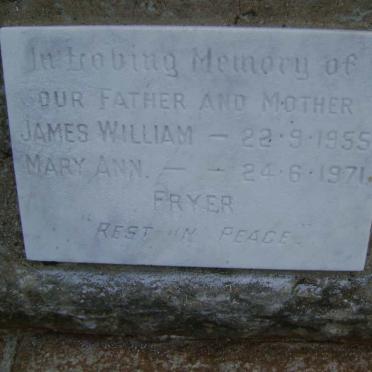 In Loving Memory of
OUR FATHER AND MOTHER
JAMES WILLIAM — 22·9·1955
MARY ANN. — — 24·6·1971
FRYER
"REST IN PEACE"